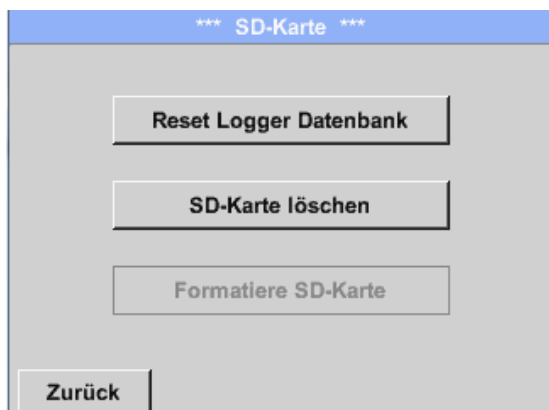 *** SD-Karte ***
Reset Logger Datenbank
SD-Karte löschen
Formatiere SD-Karte
Zurück